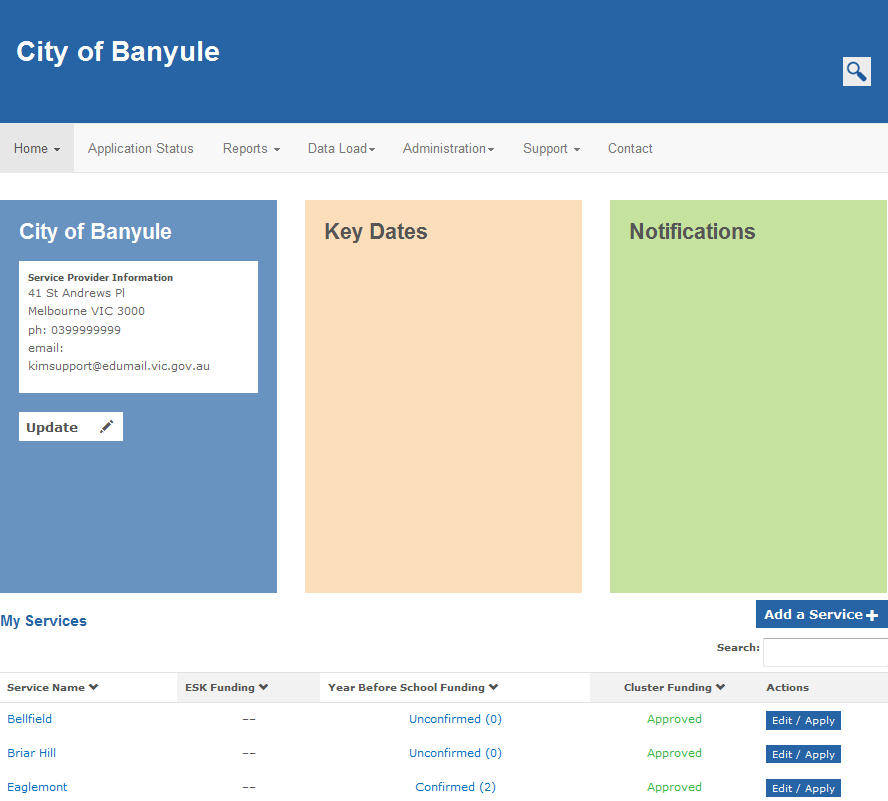 City of Banyule
Home
Application Status
Reports
Data Load
Administration
Support
Contact
City of Banyule
Service Provider Information
41 St Andrews Pl
Melbourne VIC 3000
ph: 0399999999
email:
kimsupport@edumail.vic.gov.au
Update
Key Dates
Notifications
My Services
Add a Service
Search:
Service Name ESK Funding Year Before School Funding Cluster Funding Actions
Bellfield -- Unconfirmed (0) Approved Edit / Apply
Briar Hill -- Unconfirmed (0) Approved Edit / Apply
Eaglemont -- Confirmed (2) Approved Edit / Apply